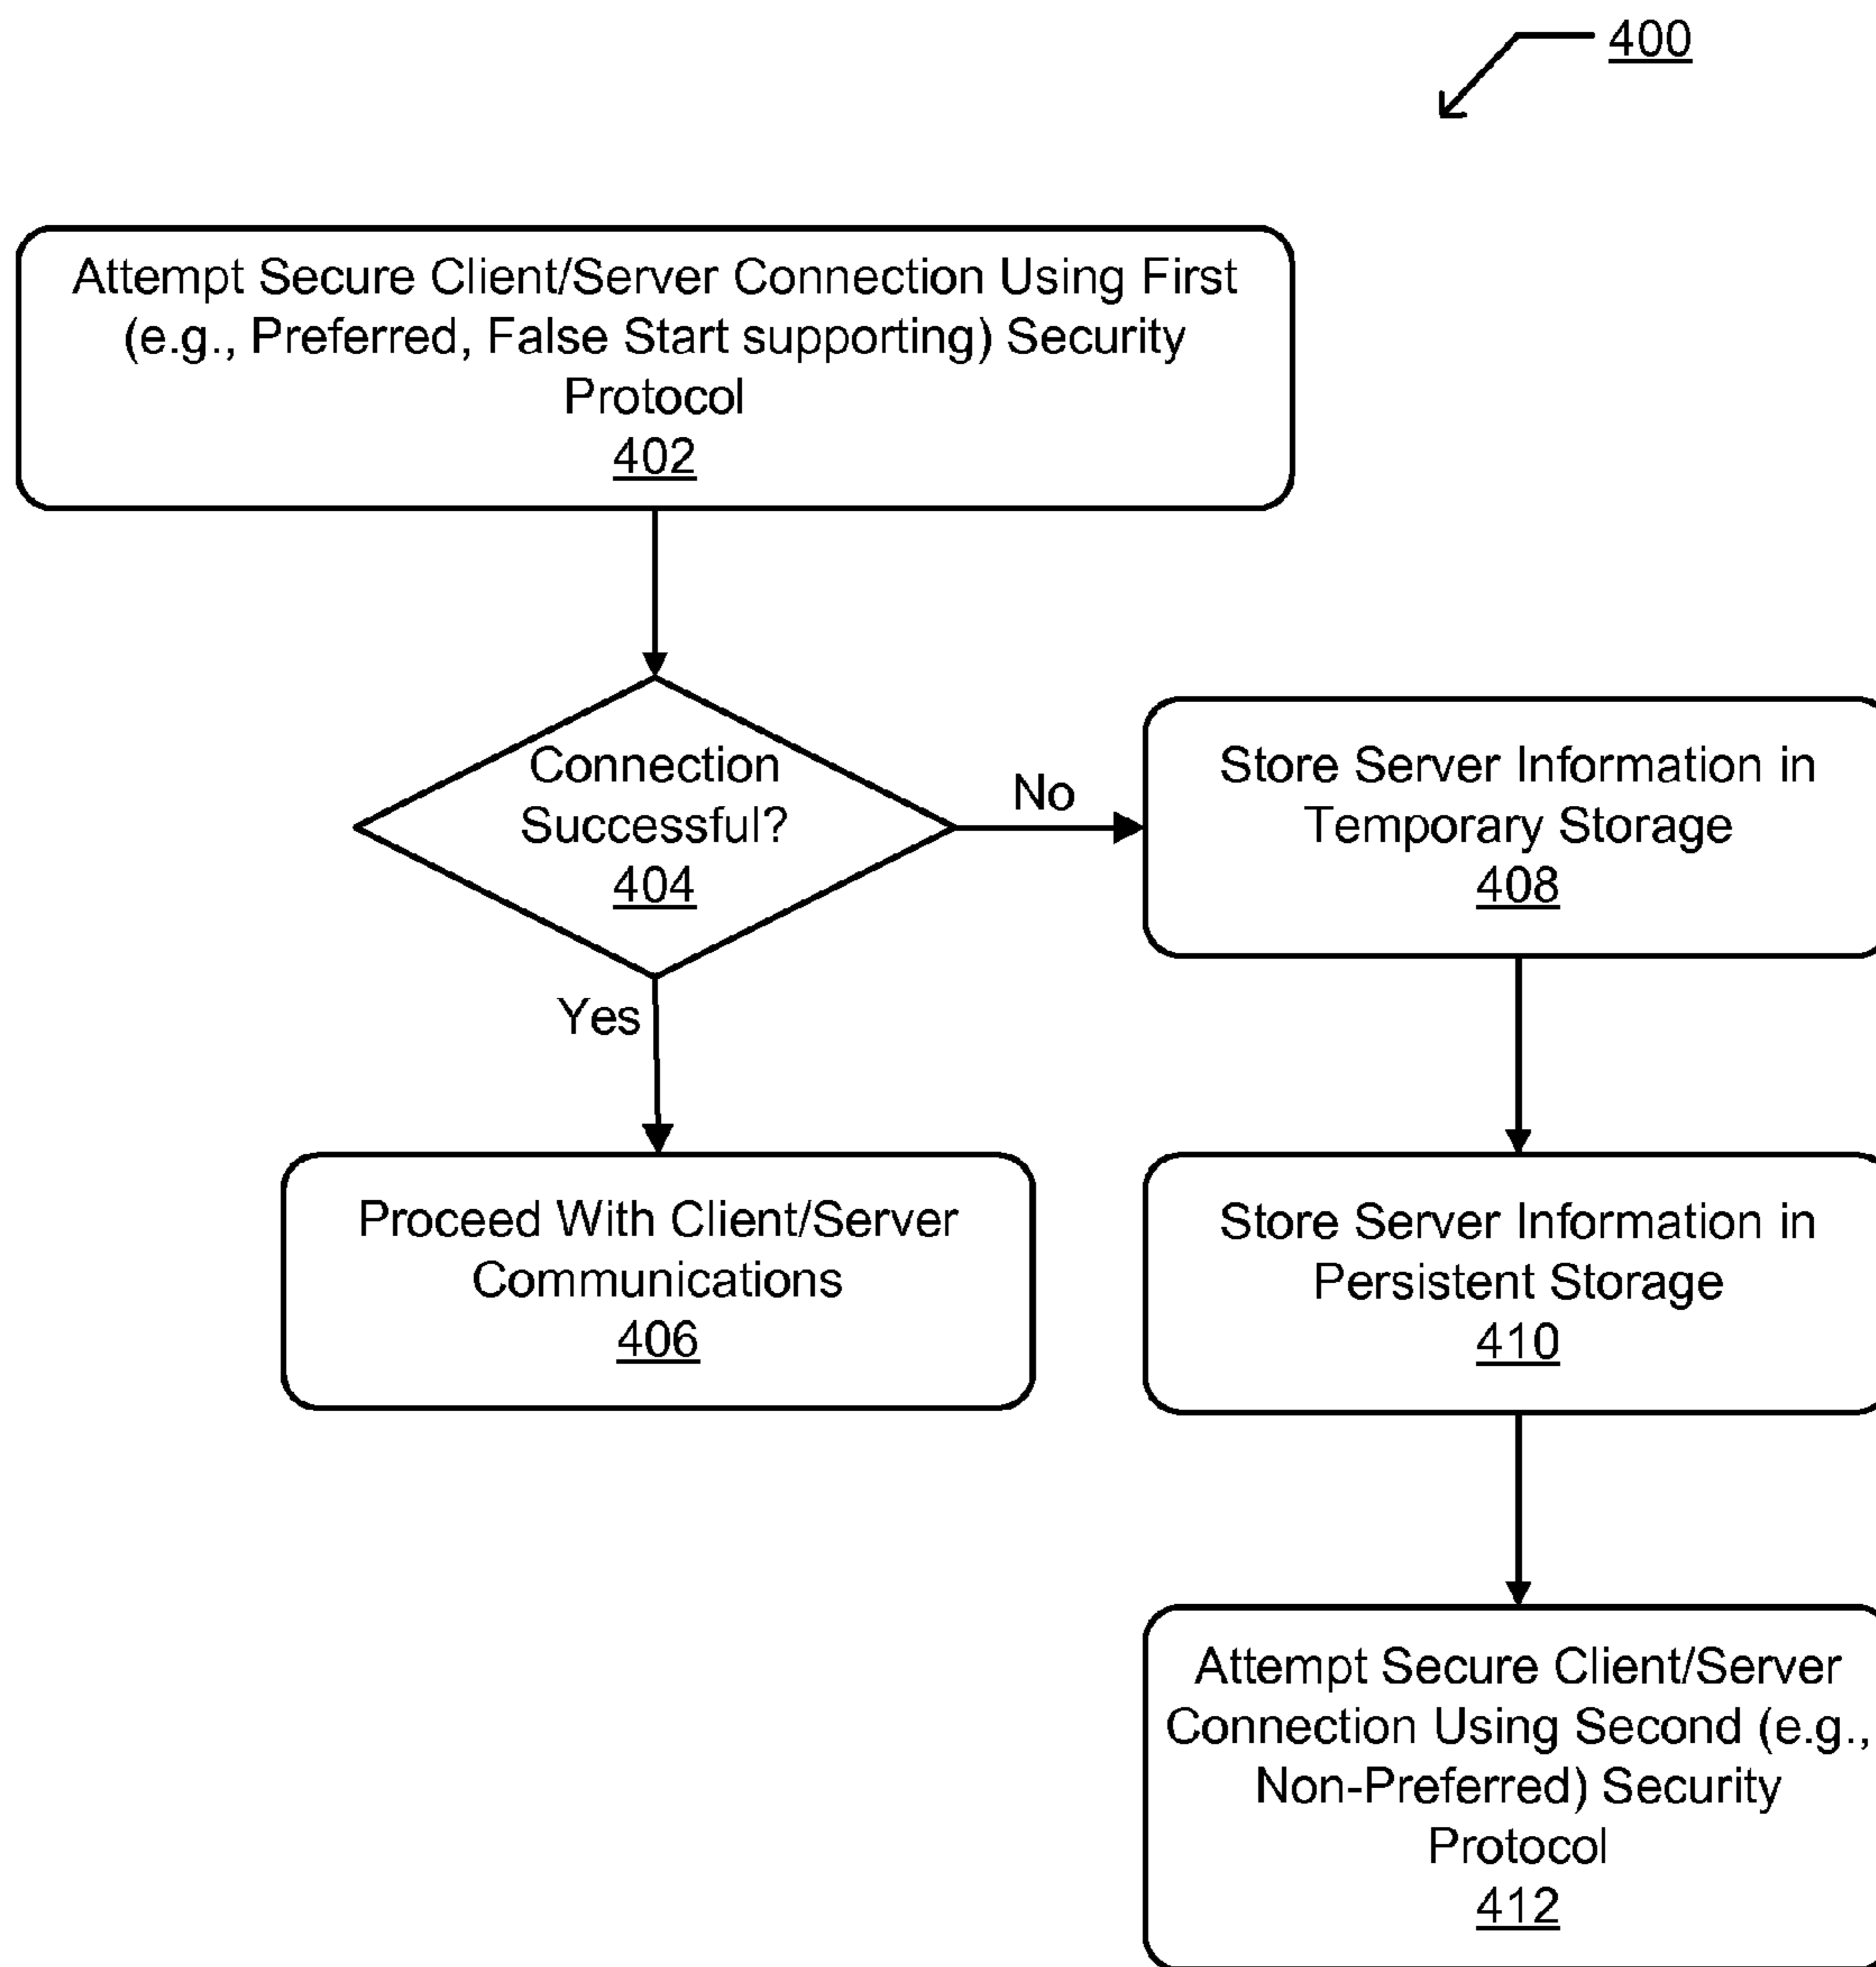 400
Attempt Secure Client/Server Connection Using First
(e.g., Preferred, False Start supporting) Security
Protocol
402
Connection
Successful?
404
No
Store Server Information in
Temporary Storage
408
Yes
Proceed With Client/Server
Communications
406
Store Server Information in
Persistent Storage
410
Attempt Secure Client/Server
Connection Using Second (e.g.,
Non-Preferred) Security
Protocol
412